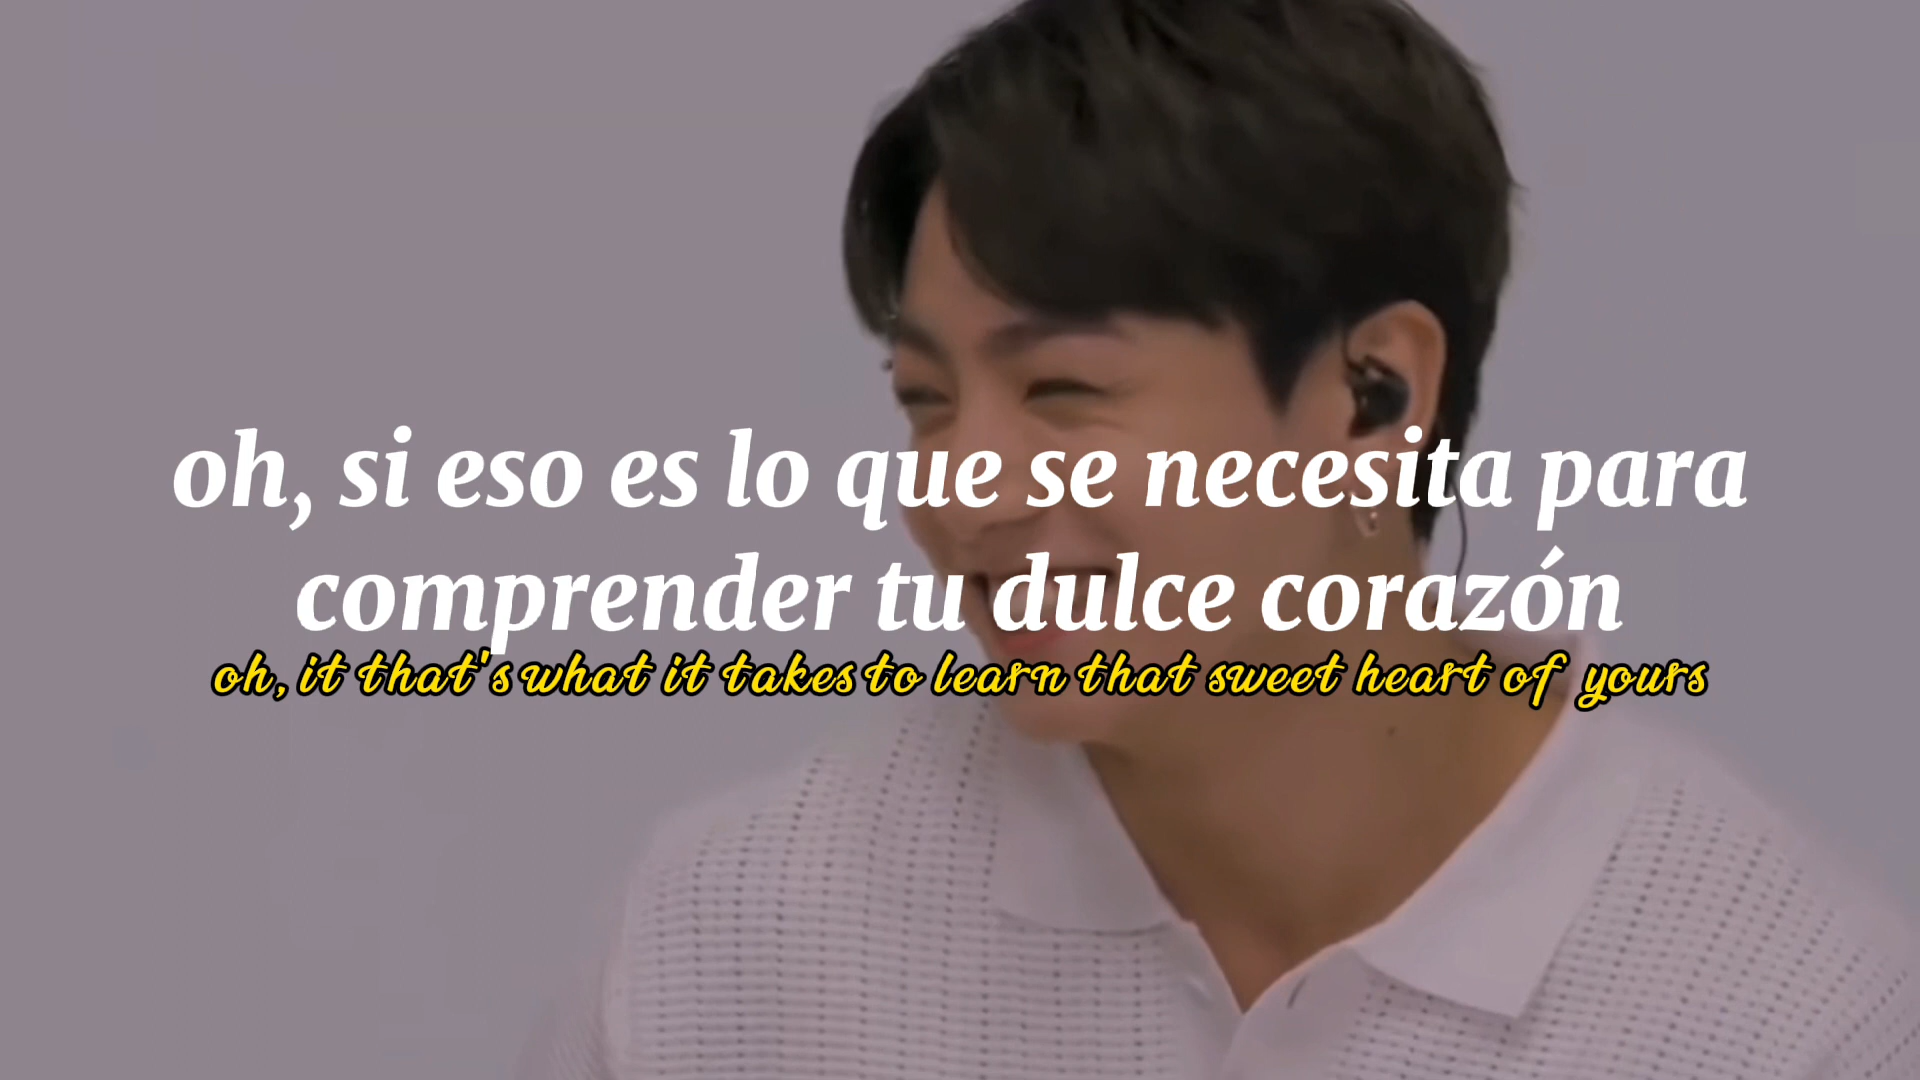 oh, si eso es lo que se necesita para
comprender tu dulce corazón
oh, it that's what it takes to learn that sweet heart of yours